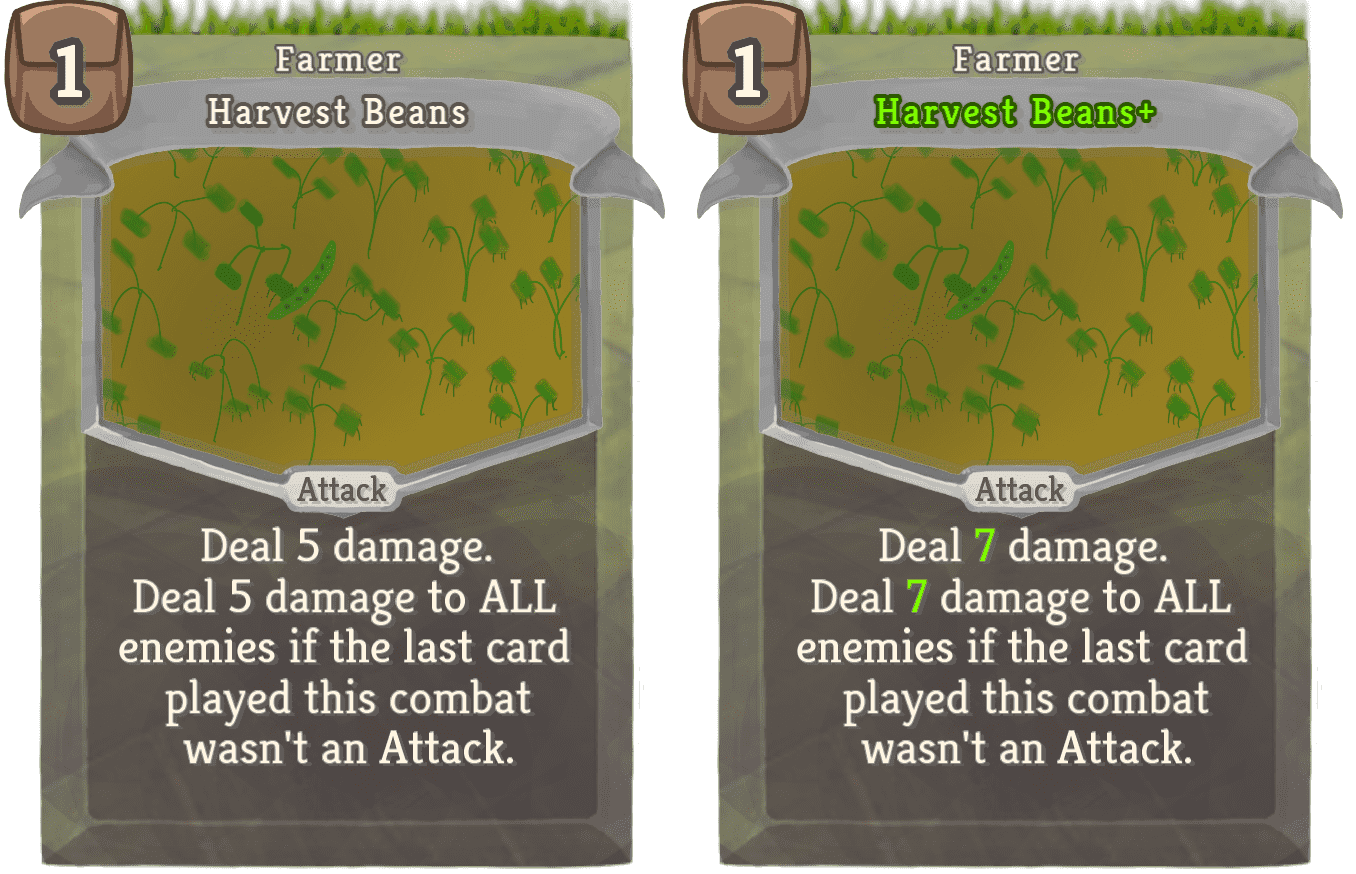 1
Farmer
Harvest Beans
Attack
Deal 5 damage.
Deal 5 damage to ALL
enemies if the last card
played this combat
wasn't an Attack.
1
Farmer
Harvest Beans+
Attack
Deal 7 damage.
Deal 7 damage to ALL
enemies if the last card
played this combat
wasn't an Attack.